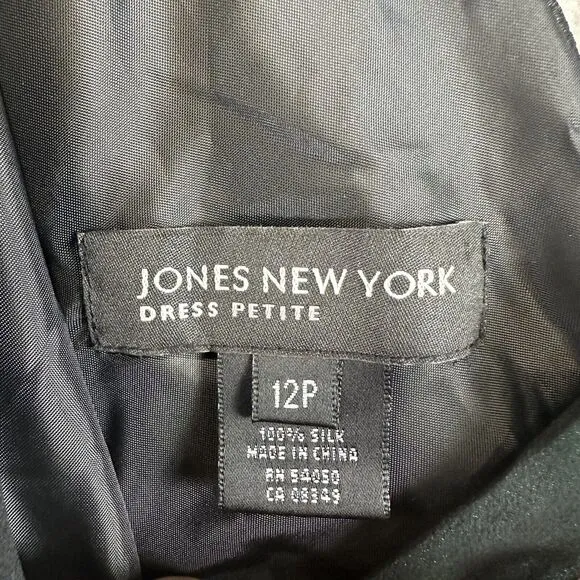 JONES NEW YORK
DRESS PETITE
12P
100% SILK
MADE IN CHINA
RN 54050
CA 08349